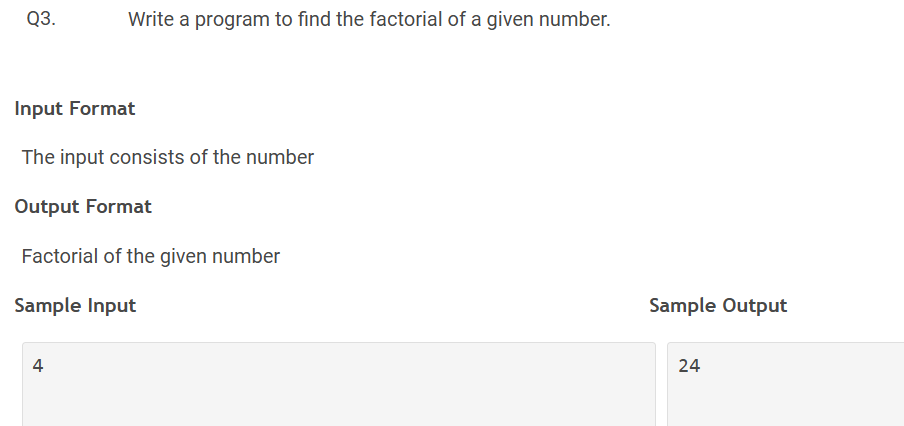 Q3. Write a program to find the factorial of a given number.
Input Format
The input consists of the number
Output Format
Factorial of the given number
Sample Input Sample Output
4 24